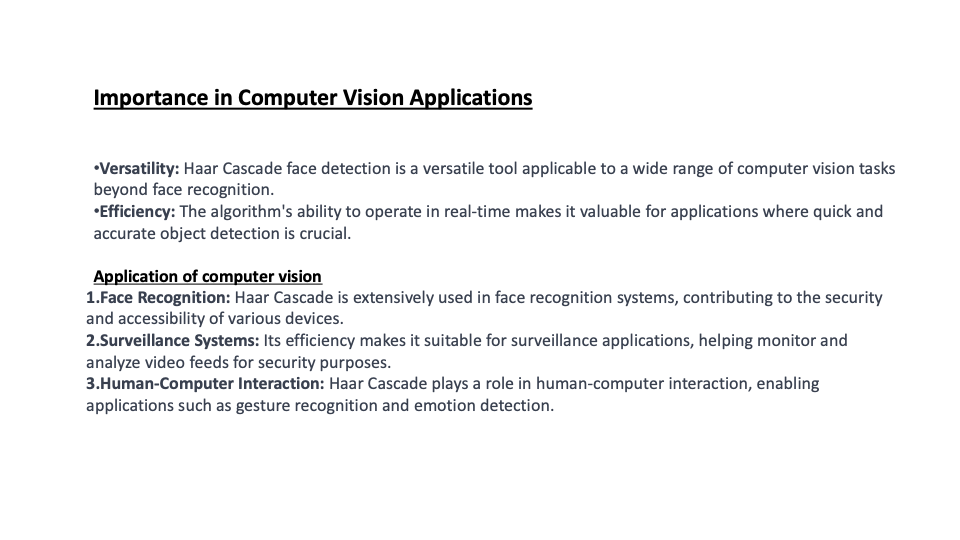 Importance in Computer Vision Applications
•Versatility: Haar Cascade face detection is a versatile tool applicable to a wide range of computer vision tasks
beyond face recognition.
•Efficiency: The algorithm's ability to operate in real-time makes it valuable for applications where quick and
accurate object detection is crucial.
Application of computer vision
1.Face Recognition: Haar Cascade is extensively used in face recognition systems, contributing to the security
and accessibility of various devices.
2.Surveillance Systems: Its efficiency makes it suitable for surveillance applications, helping monitor and
analyze video feeds for security purposes.
3.Human-Computer Interaction: Haar Cascade plays a role in human-computer interaction, enabling
applications such as gesture recognition and emotion detection.